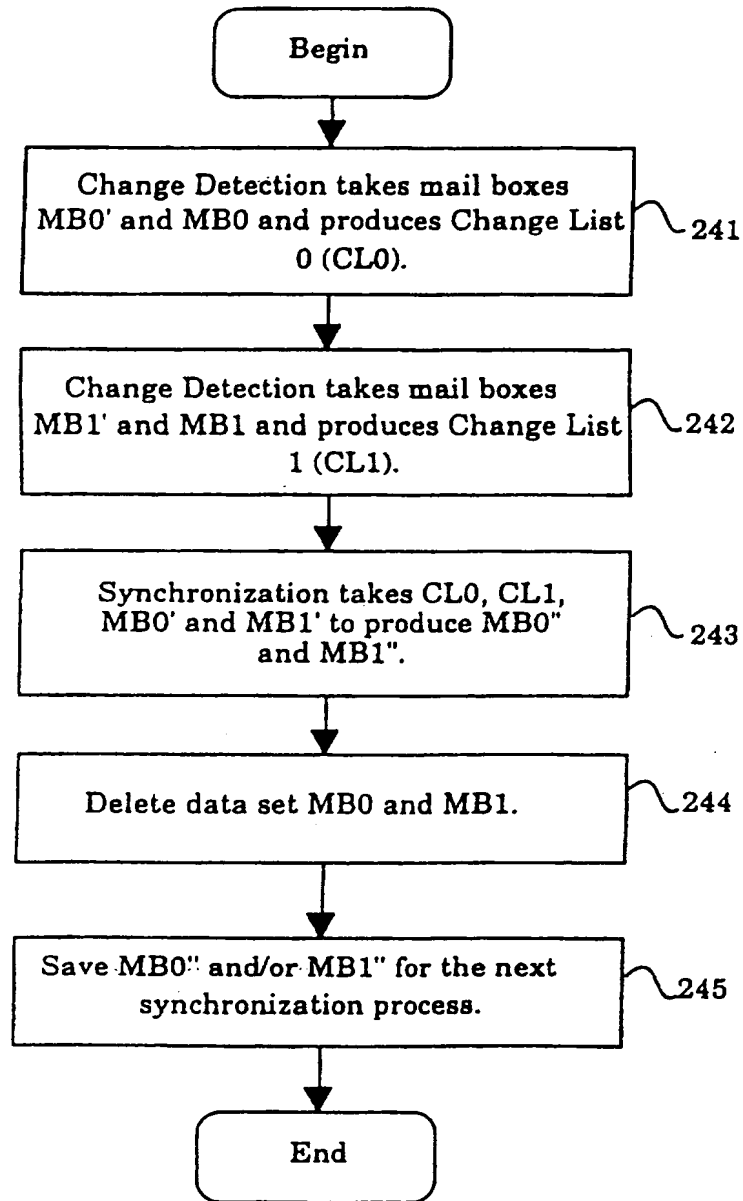 Begin
Change Detection takes mail boxes
MB0' and MB0 and produces Change List
0 (CL0).
241
Change Detection takes mail boxes
MB1' and MB1 and produces Change List
1 (CL1).
242
Synchronization takes CL0, CL1,
MB0' and MB1' to produce MB0"
and MB1".
243
Delete data set MB0 and MB1.
244
Save MB0" and/or MB1" for the next
synchronization process.
245
End